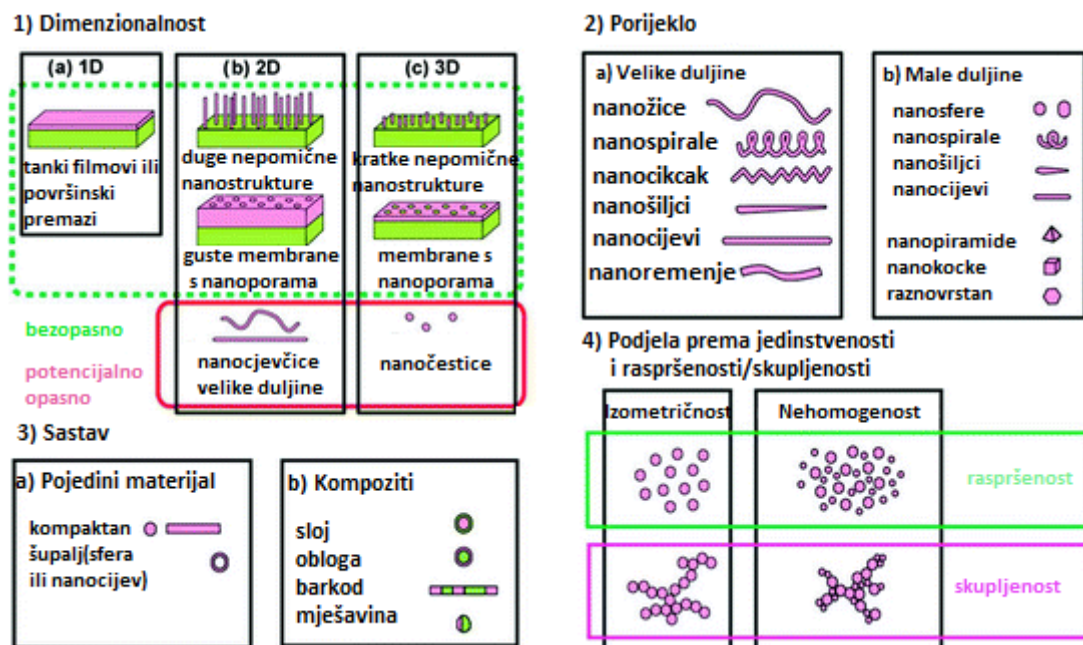 1) Dimenzionalnost
(a) 1D
tanki filmovi ili
površinski
premazi
(b) 2D
duge nepomične
nanostrukture
guste membrane
s nanoporama
nanocjevčice
velike duljine
(c) 3D
kratke nepomične
nanostrukture
membrane s
nanoporama
nanočestice
bezopasno
potencijalno
opasno
2) Porijeklo
a) Velike duljine
nanožice
nanospirale
nanocikcak
nanošiljci
nanocijevi
nanoremenje
b) Male duljine
nanosfere
nanospirale
nanošiljci
nanocijevi
nanopiramide
nanokocke
raznovrstan
3) Sastav
a) Pojedini materijal
kompaktan
šupalj(sfera
ili nanocijev)
b) Kompoziti
sloj
obloga
barkod
mješavina
4) Podjela prema jedinstvenosti
i raspršenosti/skupljenosti
Izometričnost
Nehomogenost
raspršenost
skupljenost